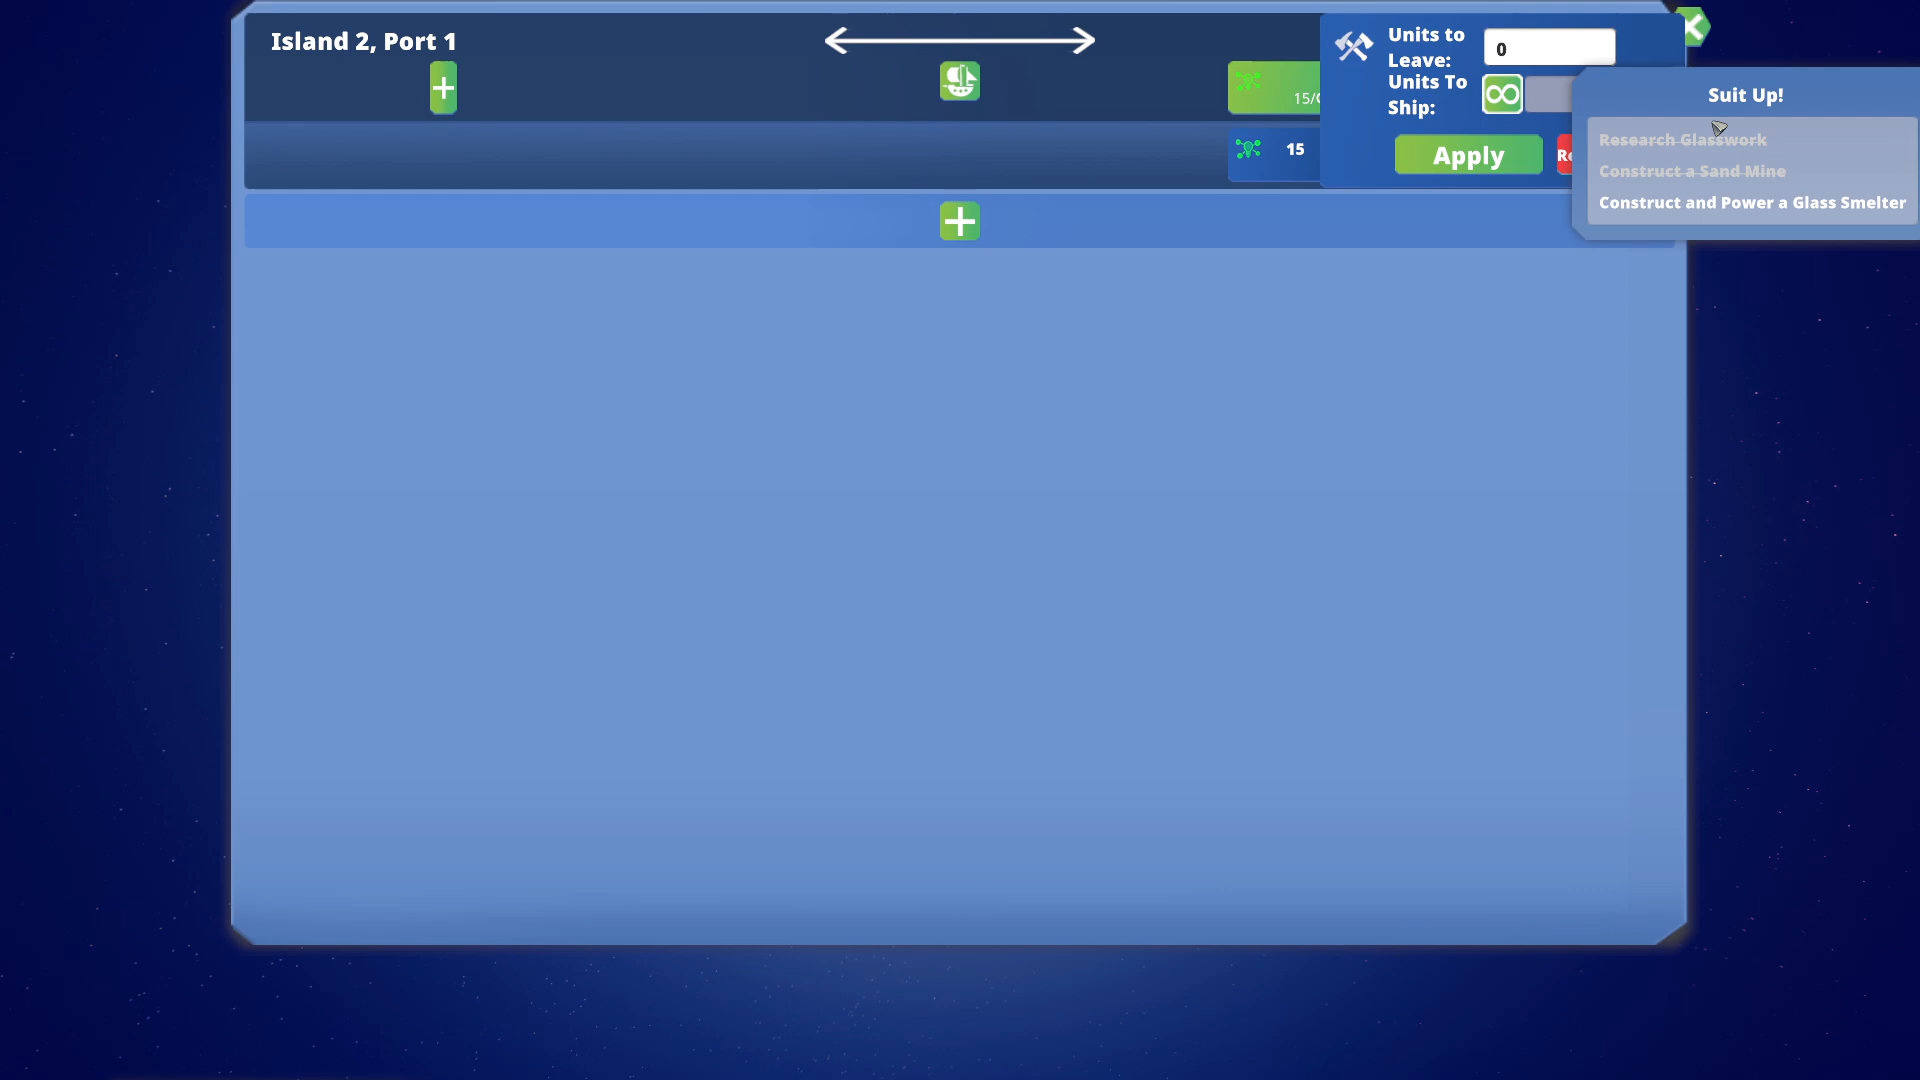 Island 2, Port 1
15/
15
Units to
Leave:
0
Units To
Ship:
Apply
Suit Up!
Research Glasswork
Construct a Sand Mine
Construct and Power a Glass Smelter